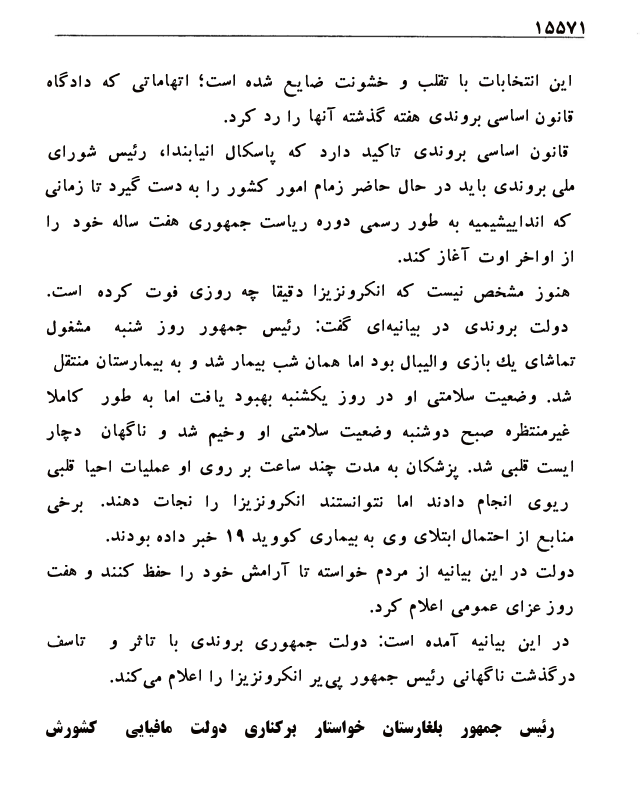 ۱۵۵۷۱
این انتخابات با تقلب و خشونت ضایع شده است؛ اتهاماتی که دادگاه
قانون اساسی بروندی هفته گذشته آنها را رد کرد.
قانون اساسی بروندی تاکید دارد که پاسکال انیابندا، رئیس شورای
ملی بروندی باید در حال حاضر زمام امور کشور را به دست گیرد تا زمانی
که انداییشیمیه به طور رسمی دوره ریاست جمهوری هفت ساله خود را
از اواخر اوت آغاز کند.
هنوز مشخص نیست که انکرونزیزا دقیقا چه روزی فوت کرده است.
دولت بروندی در بیانیه‌ای گفت: رئیس جمهور روز شنبه مشغول
تماشای یك بازی والیبال بود اما همان شب بیمار شد و به بیمارستان منتقل
شد. وضعیت سلامتی او در روز یکشنبه بهبود یافت اما به طور کاملا
غیرمنتظره صبح دوشنبه وضعیت سلامتی او وخیم شد و ناگهان دچار
ایست قلبی شد. پزشکان به مدت چند ساعت بر روی او عملیات احیا قلبی
ریوی انجام دادند اما نتوانستند انکرونزیزا را نجات دهند. برخی
منابع از احتمال ابتلای وی به بیماری کووید ۱۹ خبر داده بودند.
دولت در این بیانیه از مردم خواسته تا آرامش خود را حفظ کنند و هفت
روز عزای عمومی اعلام کرد.
در این بیانیه آمده است: دولت جمهوری بروندی با تاثر و تاسف
درگذشت ناگهانی رئیس جمهور پی‌یر انکرونزیزا را اعلام می‌کند.
رئیس جمهور بلغارستان خواستار برکناری دولت مافیایی کشورش